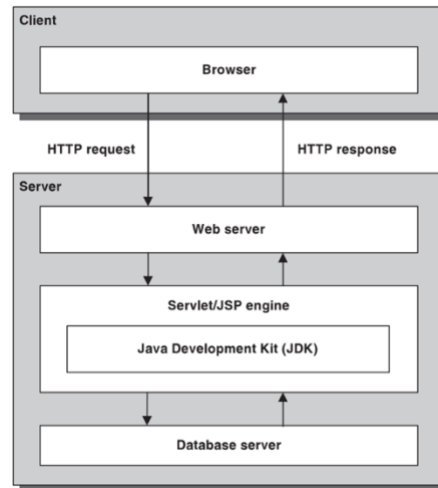 Client
Browser
HTTP request
HTTP response
Server
Web server
Servlet/JSP engine
Java Development Kit (JDK)
Database server